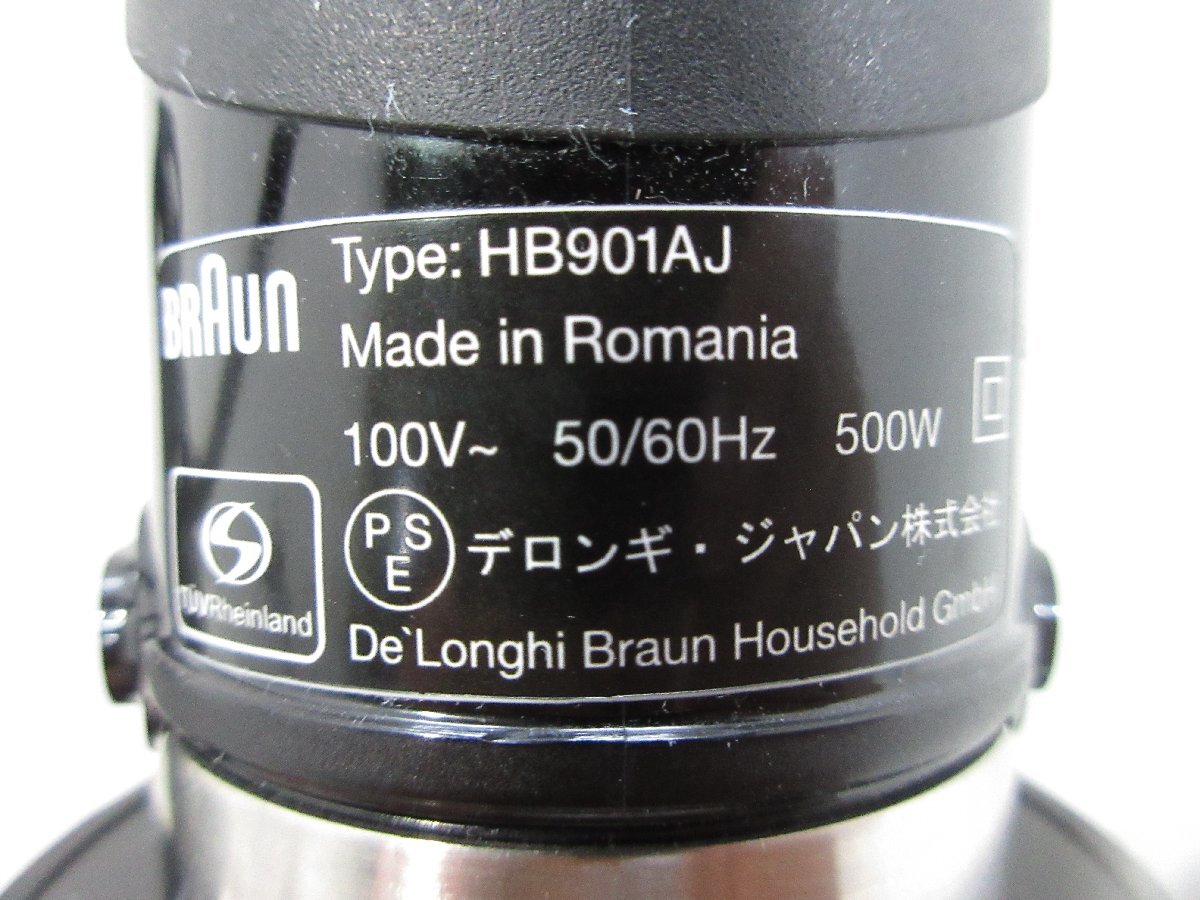 BRAUN
Type: HB901AJ
Made in Romania
100V~ 50/60Hz 500W
PSE
デロンギ・ジャパン株式会社
TÜVRheinland
De`Longhi Braun Household GmbH